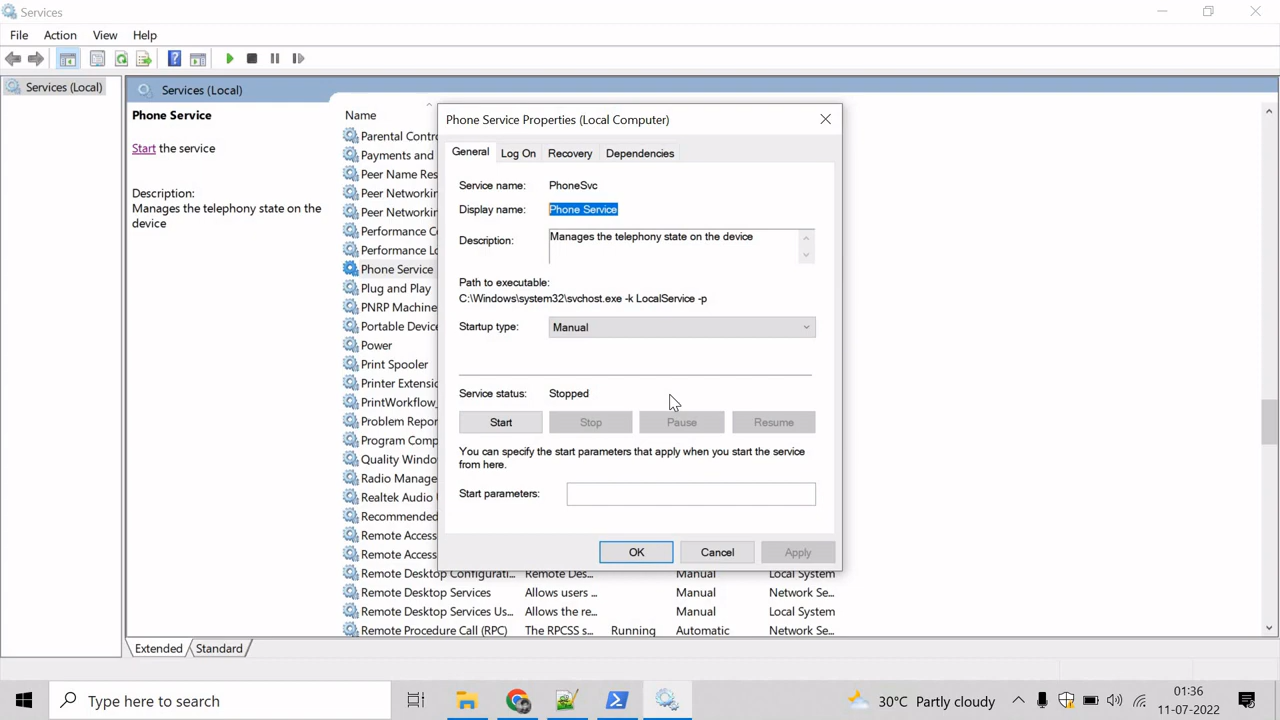 Services
File Action View Help
Services (Local)
Services (Local)
Phone Service
Start the service
Description:
Manages the telephony state on the
device
Name
Parental Contr
Payments and
Peer Name Res
Peer Networkin
Peer Networkin
Performance C
Performance Lo
Phone Service
Plug and Play
PNRP Machine
Portable Device
Power
Print Spooler
Printer Extensio
PrintWorkflow_
Problem Repor
Program Comp
Quality Windo
Radio Manage
Realtek Audio
Recommended
Remote Access
Remote Access
Remote Desktop Configurati... Remote Des... Manual Local System
Remote Desktop Services Allows users ... Manual Network Se...
Remote Desktop Services Us... Allows the re... Manual Local System
Remote Procedure Call (RPC) The RPCSS s... Running Automatic Network Se...
Phone Service Properties (Local Computer)
General Log On Recovery Dependencies
Service name: PhoneSvc
Display name: Phone Service
Description: Manages the telephony state on the device
Path to executable:
C:\Windows\system32\svchost.exe -k LocalService -p
Startup type: Manual
Service status: Stopped
Start Stop Pause Resume
You can specify the start parameters that apply when you start the service
from here.
Start parameters:
OK Cancel Apply
Extended Standard
Type here to search
30°C Partly cloudy
01:36
11-07-2022